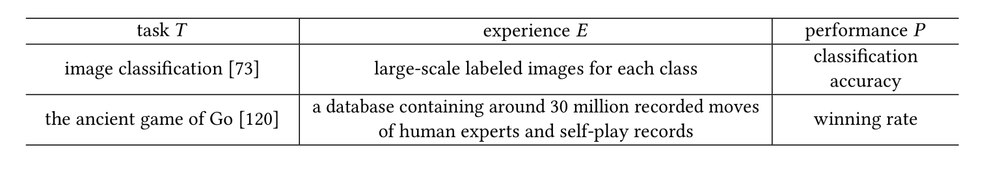 task T experience E performance P
image classification [73] large-scale labeled images for each class classification accuracy
the ancient game of Go [120] a database containing around 30 million recorded moves
of human experts and self-play records winning rate